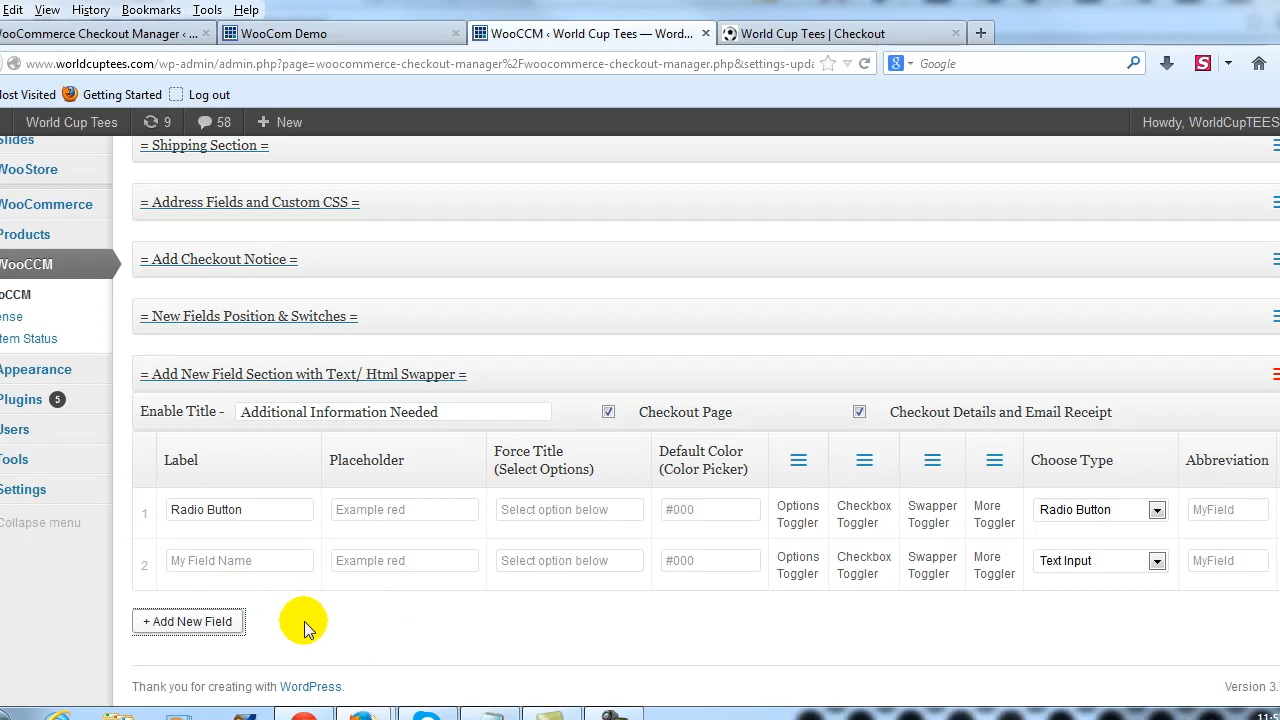 Edit View History Bookmarks Tools Help
WooCommerce Checkout Manager ‹ ... × WooCom Demo × WooCCM ‹ World Cup Tees — Word... × World Cup Tees | Checkout × +
www.worldcuptees.com/wp-admin/admin.php?page=woocommerce-checkout-manager%2Fwoocommerce-checkout-manager.php&settings-upda Google
Most Visited Getting Started Log out
World Cup Tees 9 58 + New Howdy, WorldCupTEES
Slides
WooStore
WooCommerce
Products
WooCCM
oCCM
ense
tem Status
Appearance
Plugins 5
Users
Tools
Settings
Collapse menu
= Shipping Section =
= Address Fields and Custom CSS =
= Add Checkout Notice =
= New Fields Position & Switches =
= Add New Field Section with Text/ Html Swapper =
Enable Title - Additional Information Needed Checkout Page Checkout Details and Email Receipt
Label Placeholder Force Title (Select Options) Default Color (Color Picker) Choose Type Abbreviation
1 Radio Button Example red Select option below #000 Options Toggler Checkbox Toggler Swapper Toggler More Toggler Radio Button MyField
2 My Field Name Example red Select option below #000 Options Toggler Checkbox Toggler Swapper Toggler More Toggler Text Input MyField
+ Add New Field
Thank you for creating with WordPress. Version 3.